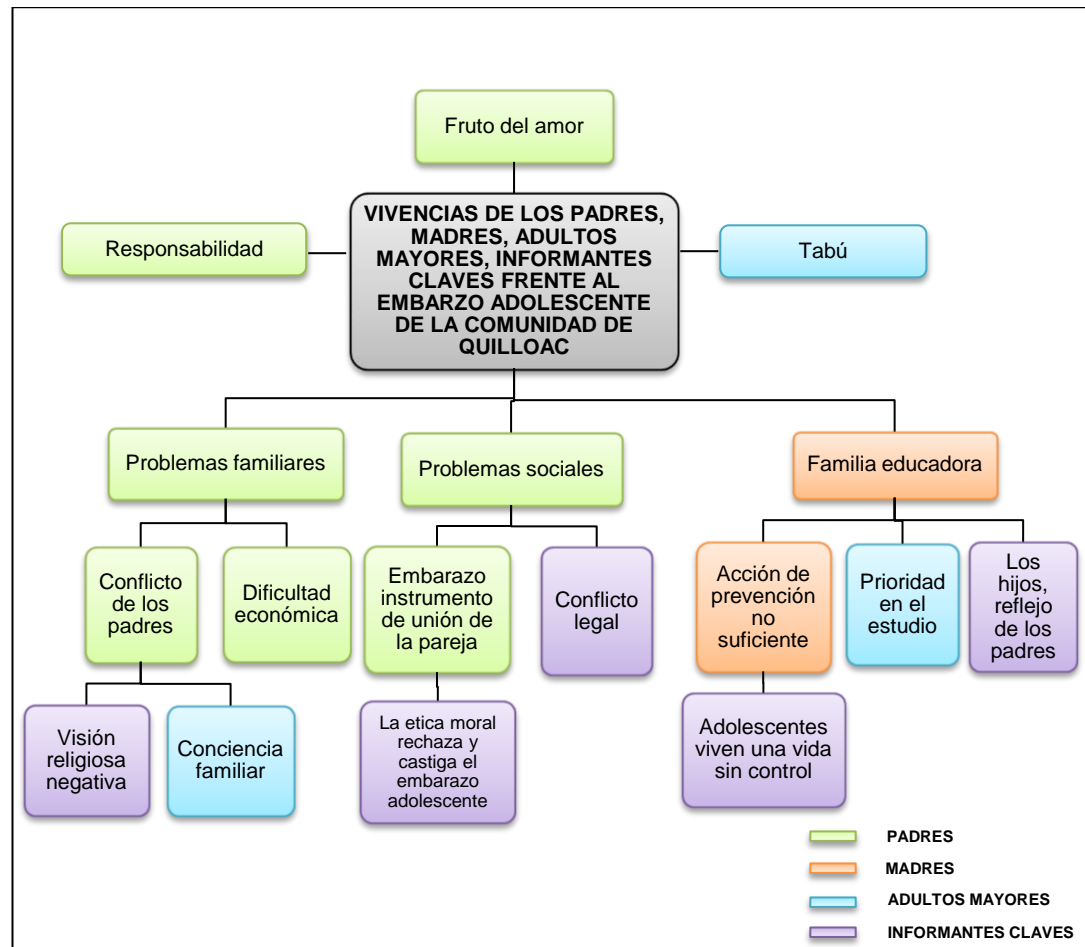 Fruto del amor
Responsabilidad
VIVENCIAS DE LOS PADRES,
MADRES, ADULTOS
MAYORES, INFORMANTES
CLAVES FRENTE AL
EMBARZO ADOLESCENTE
DE LA COMUNIDAD DE
QUILLOAC
Tabú
Problemas familiares
Problemas sociales
Familia educadora
Conflicto
de los
padres
Dificultad
económica
Embarazo
instrumento
de unión de
la pareja
Conflicto
legal
Acción de
prevención
no
suficiente
Prioridad
en el
estudio
Los
hijos,
reflejo
de los
padres
Visión
religiosa
negativa
Conciencia
familiar
La etica moral
rechaza y
castiga el
embarazo
adolescente
Adolescentes
viven una vida
sin control
PADRES
MADRES
ADULTOS MAYORES
INFORMANTES CLAVES